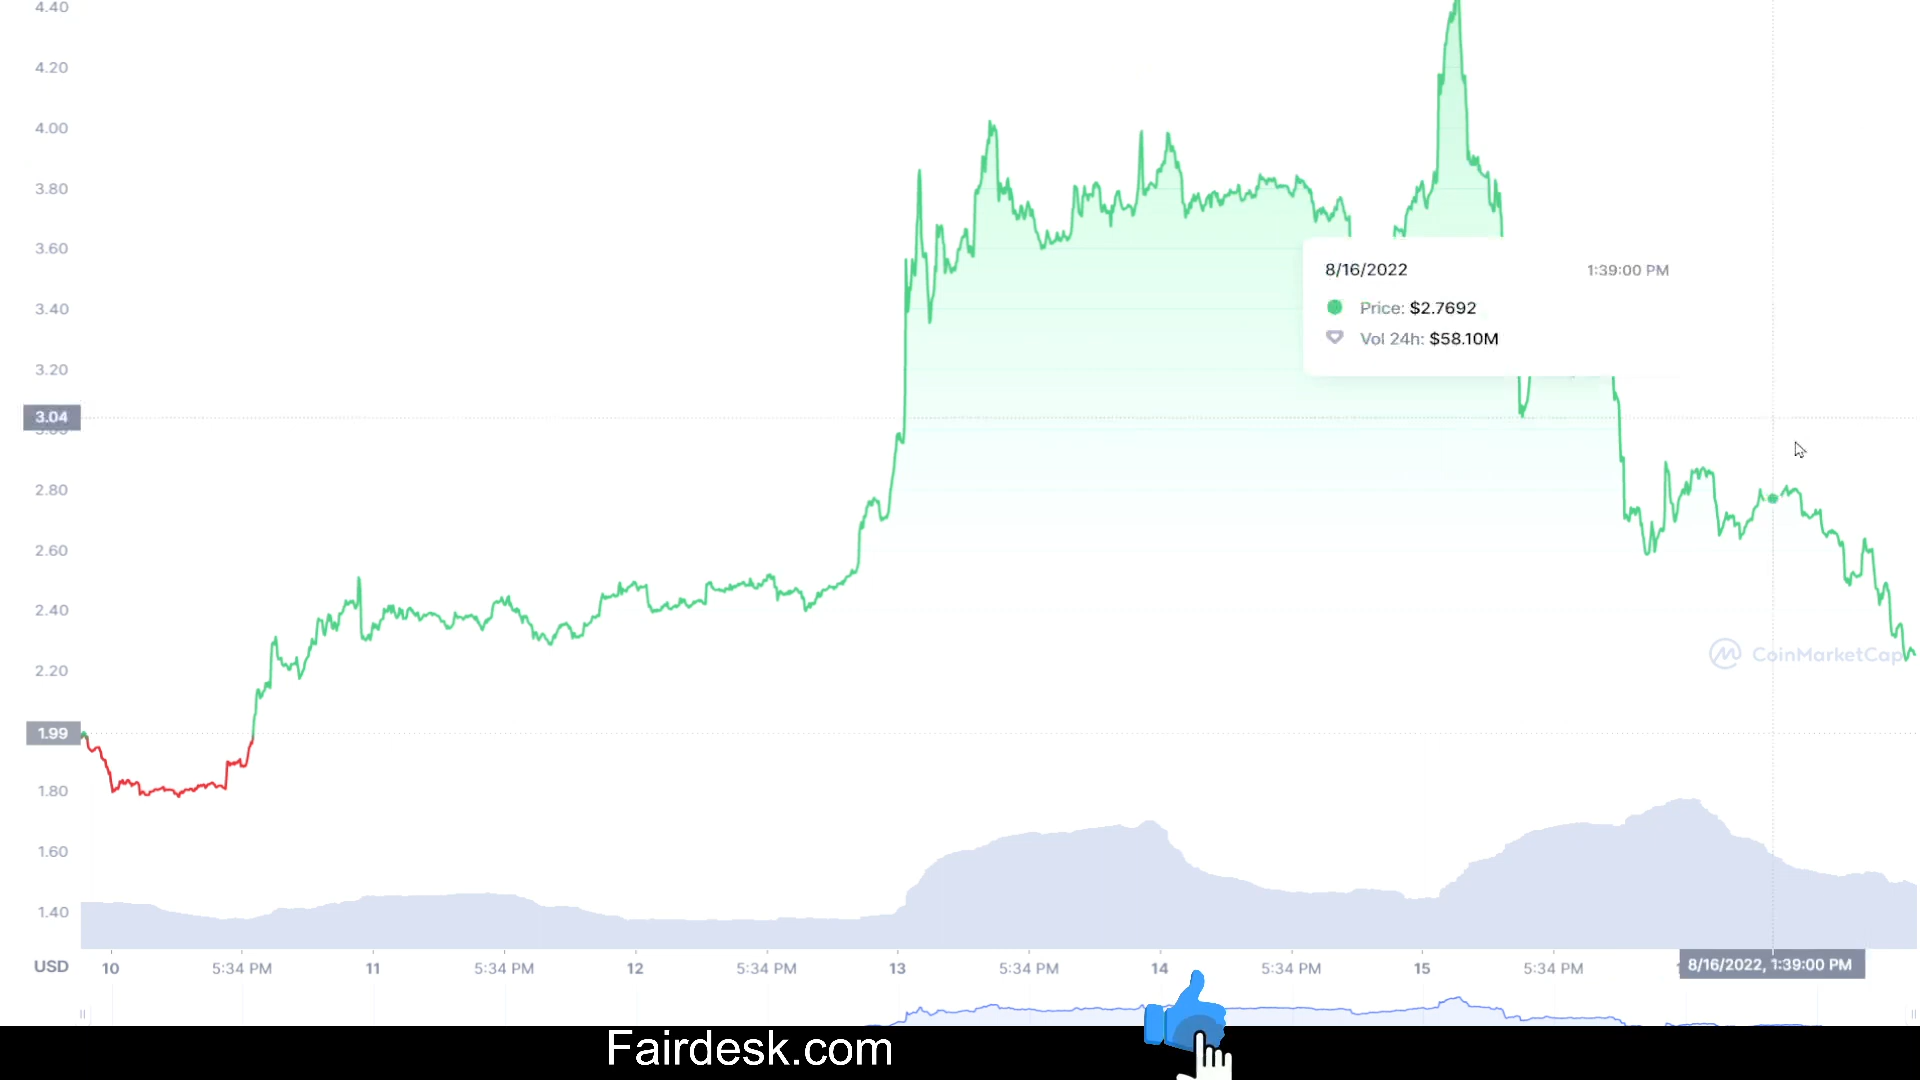 4.40
4.20
4.00
3.80
3.60
8/16/2022 1:39:00 PM
Price: $2.7692
3.40
Vol 24h: $58.10M
3.20
3.04
2.80
2.60
2.40
2.20
CoinMarketCap
1.99
1.80
1.60
1.40
USD 10 5:34 PM 11 5:34 PM 12 5:34 PM 13 5:34 PM 14 5:34 PM 15 5:34 PM 8/16/2022, 1:39:00 PM
Fairdesk.com